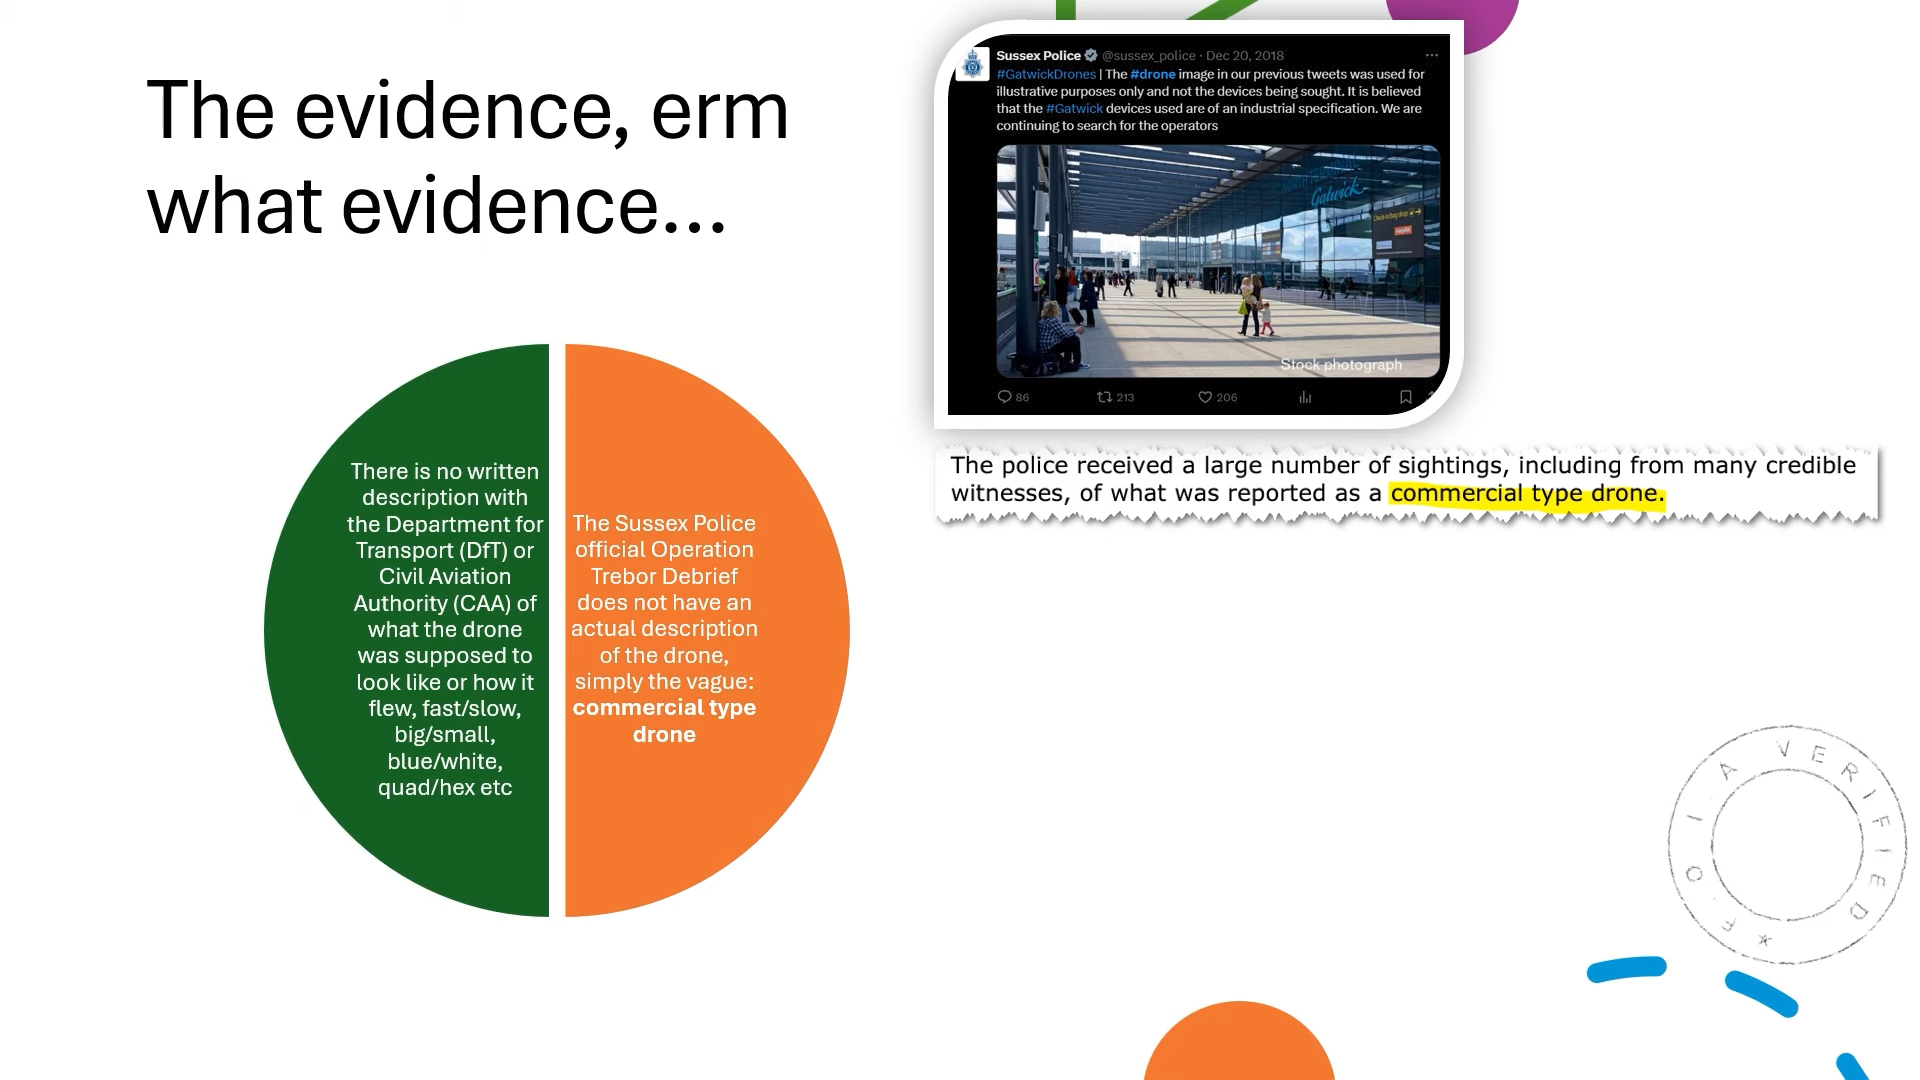 The evidence, erm
what evidence...
Sussex Police @sussex_police · Dec 20, 2018
#GatwickDrones | The #drone image in our previous tweets was used for
illustrative purposes only and not the devices being sought. It is believed
that the #Gatwick devices used are of an industrial specification. We are
continuing to search for the operators
NORTH TERMINAL
Gatwick
Check-in/bag drop
Stock photograph
86
213
206
The police received a large number of sightings, including from many credible
witnesses, of what was reported as a commercial type drone.
There is no written
description with
the Department for
Transport (DfT) or
Civil Aviation
Authority (CAA) of
what the drone
was supposed to
look like or how it
flew, fast/slow,
big/small,
blue/white,
quad/hex etc
The Sussex Police
official Operation
Trebor Debrief
does not have an
actual description
of the drone,
simply the vague:
commercial type
drone
F.O.I.A VERIFIED